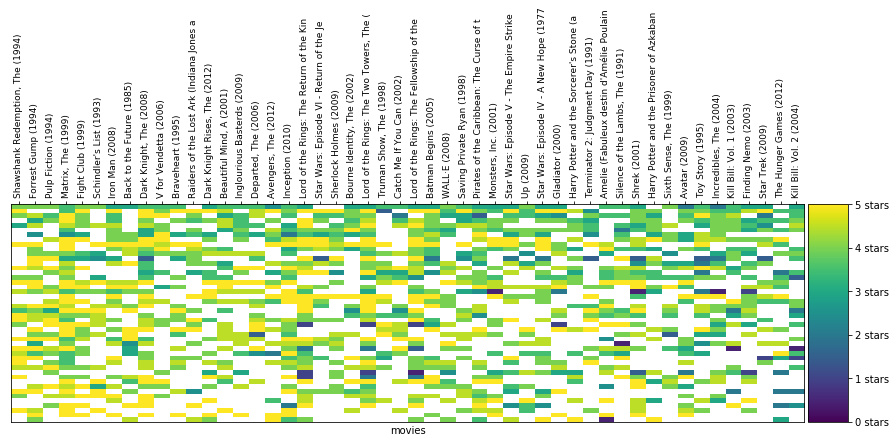 Shawshank Redemption, The (1994)
Forrest Gump (1994)
Pulp Fiction (1994)
Matrix, The (1999)
Fight Club (1999)
Schindler's List (1993)
Iron Man (2008)
Back to the Future (1985)
Dark Knight, The (2008)
V for Vendetta (2006)
Braveheart (1995)
Raiders of the Lost Ark (Indiana Jones a
Dark Knight Rises, The (2012)
Beautiful Mind, A (2001)
Inglourious Basterds (2009)
Departed, The (2006)
Avengers, The (2012)
Inception (2010)
Lord of the Rings: The Return of the Kin
Star Wars: Episode VI - Return of the Je
Sherlock Holmes (2009)
Bourne Identity, The (2002)
Lord of the Rings: The Two Towers, The (
Truman Show, The (1998)
Catch Me If You Can (2002)
Lord of the Rings: The Fellowship of the
Batman Begins (2005)
WALL·E (2008)
Saving Private Ryan (1998)
Pirates of the Caribbean: The Curse of t
Monsters, Inc. (2001)
Star Wars: Episode V - The Empire Strike
Up (2009)
Star Wars: Episode IV - A New Hope (1977
Gladiator (2000)
Harry Potter and the Sorcerer's Stone (a
Terminator 2: Judgment Day (1991)
Amelie (Fabuleux destin d'Amélie Poulain
Silence of the Lambs, The (1991)
Shrek (2001)
Harry Potter and the Prisoner of Azkaban
Sixth Sense, The (1999)
Avatar (2009)
Toy Story (1995)
Incredibles, The (2004)
Kill Bill: Vol. 1 (2003)
Finding Nemo (2003)
Star Trek (2009)
The Hunger Games (2012)
Kill Bill: Vol. 2 (2004)
5 stars
4 stars
3 stars
2 stars
1 stars
0 stars
movies